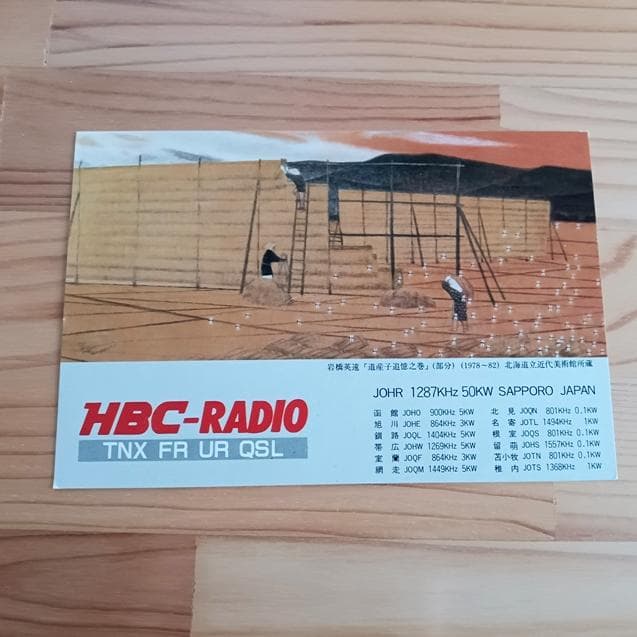 岩橋英遠「道産子追憶之巻」(部分) (1978〜82) 北海道立近代美術館所蔵
HBC-RADIO
TNX FR UR QSL
JOHR 1287KHz 50KW SAPPORO JAPAN
函館 JOHO 900KHz 5KW 北見 JOQN 801KHz 0.1KW
旭川 JOHE 864KHz 3KW 名寄 JOTL 1494KHz 1KW
釧路 JOQL 1404KHz 5KW 根室 JOQS 801KHz 0.1KW
帯広 JOHW 1269KHz 5KW 留萌 JOHS 1557KHz 0.1KW
室蘭 JOQF 864KHz 3KW 苫小牧 JOTN 801KHz 0.1KW
網走 JOQM 1449KHz 5KW 稚内 JOTS 1368KHz 1KW